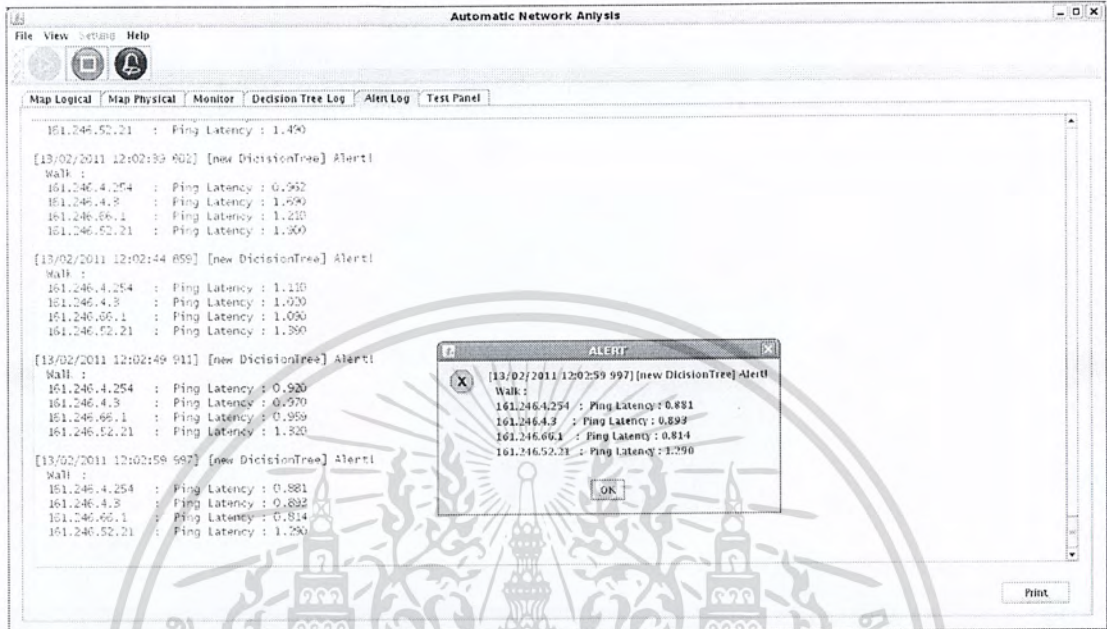 Automatic Network Anlysis
File View Setting Help
Map Logical Map Physical Monitor Decision Tree Log Alert Log Test Panel
161.246.52.21 : Ping Latency : 1.490
[13/02/2011 12:02:39 602] [new DicisionTree] Alert!
Walk :
161.246.4.254 : Ping Latency : 0.962
161.246.4.3 : Ping Latency : 1.690
161.246.66.1 : Ping Latency : 1.210
161.246.52.21 : Ping Latency : 1.900
[13/02/2011 12:02:44 859] [new DicisionTree] Alert!
Walk :
161.246.4.254 : Ping Latency : 1.110
161.246.4.3 : Ping Latency : 1.020
161.246.66.1 : Ping Latency : 1.090
161.246.52.21 : Ping Latency : 1.390
[13/02/2011 12:02:49 911] [new DicisionTree] Alert!
Walk :
161.246.4.254 : Ping Latency : 0.920
161.246.4.3 : Ping Latency : 0.970
161.246.66.1 : Ping Latency : 0.959
161.246.52.21 : Ping Latency : 1.320
[13/02/2011 12:02:59 997] [new DicisionTree] Alert!
Walk :
161.246.4.254 : Ping Latency : 0.881
161.246.4.3 : Ping Latency : 0.893
161.246.66.1 : Ping Latency : 0.814
161.246.52.21 : Ping Latency : 1.290
ALERT
[13/02/2011 12:02:59 997] [new DicisionTree] Alert!
Walk :
161.246.4.254 : Ping Latency : 0.881
161.246.4.3 : Ping Latency : 0.893
161.246.66.1 : Ping Latency : 0.814
161.246.52.21 : Ping Latency : 1.290
OK
Print